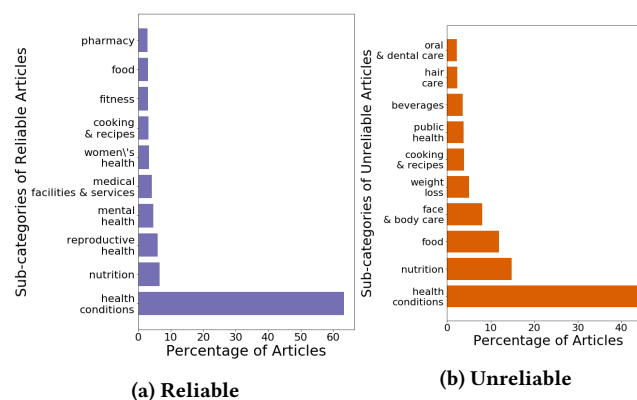 Sub-categories of Reliable Articles
pharmacy
food
fitness
cooking
& recipes
women\'s
health
medical
facilities & services
mental
health
reproductive
health
nutrition
health
conditions
0 10 20 30 40 50 60
Percentage of Articles
(a) Reliable
Sub-categories of Unreliable Articles
oral
& dental care
hair
care
beverages
public
health
cooking
& recipes
weight
loss
face
& body care
food
nutrition
health
conditions
0 10 20 30 40
Percentage of Articles
(b) Unreliable